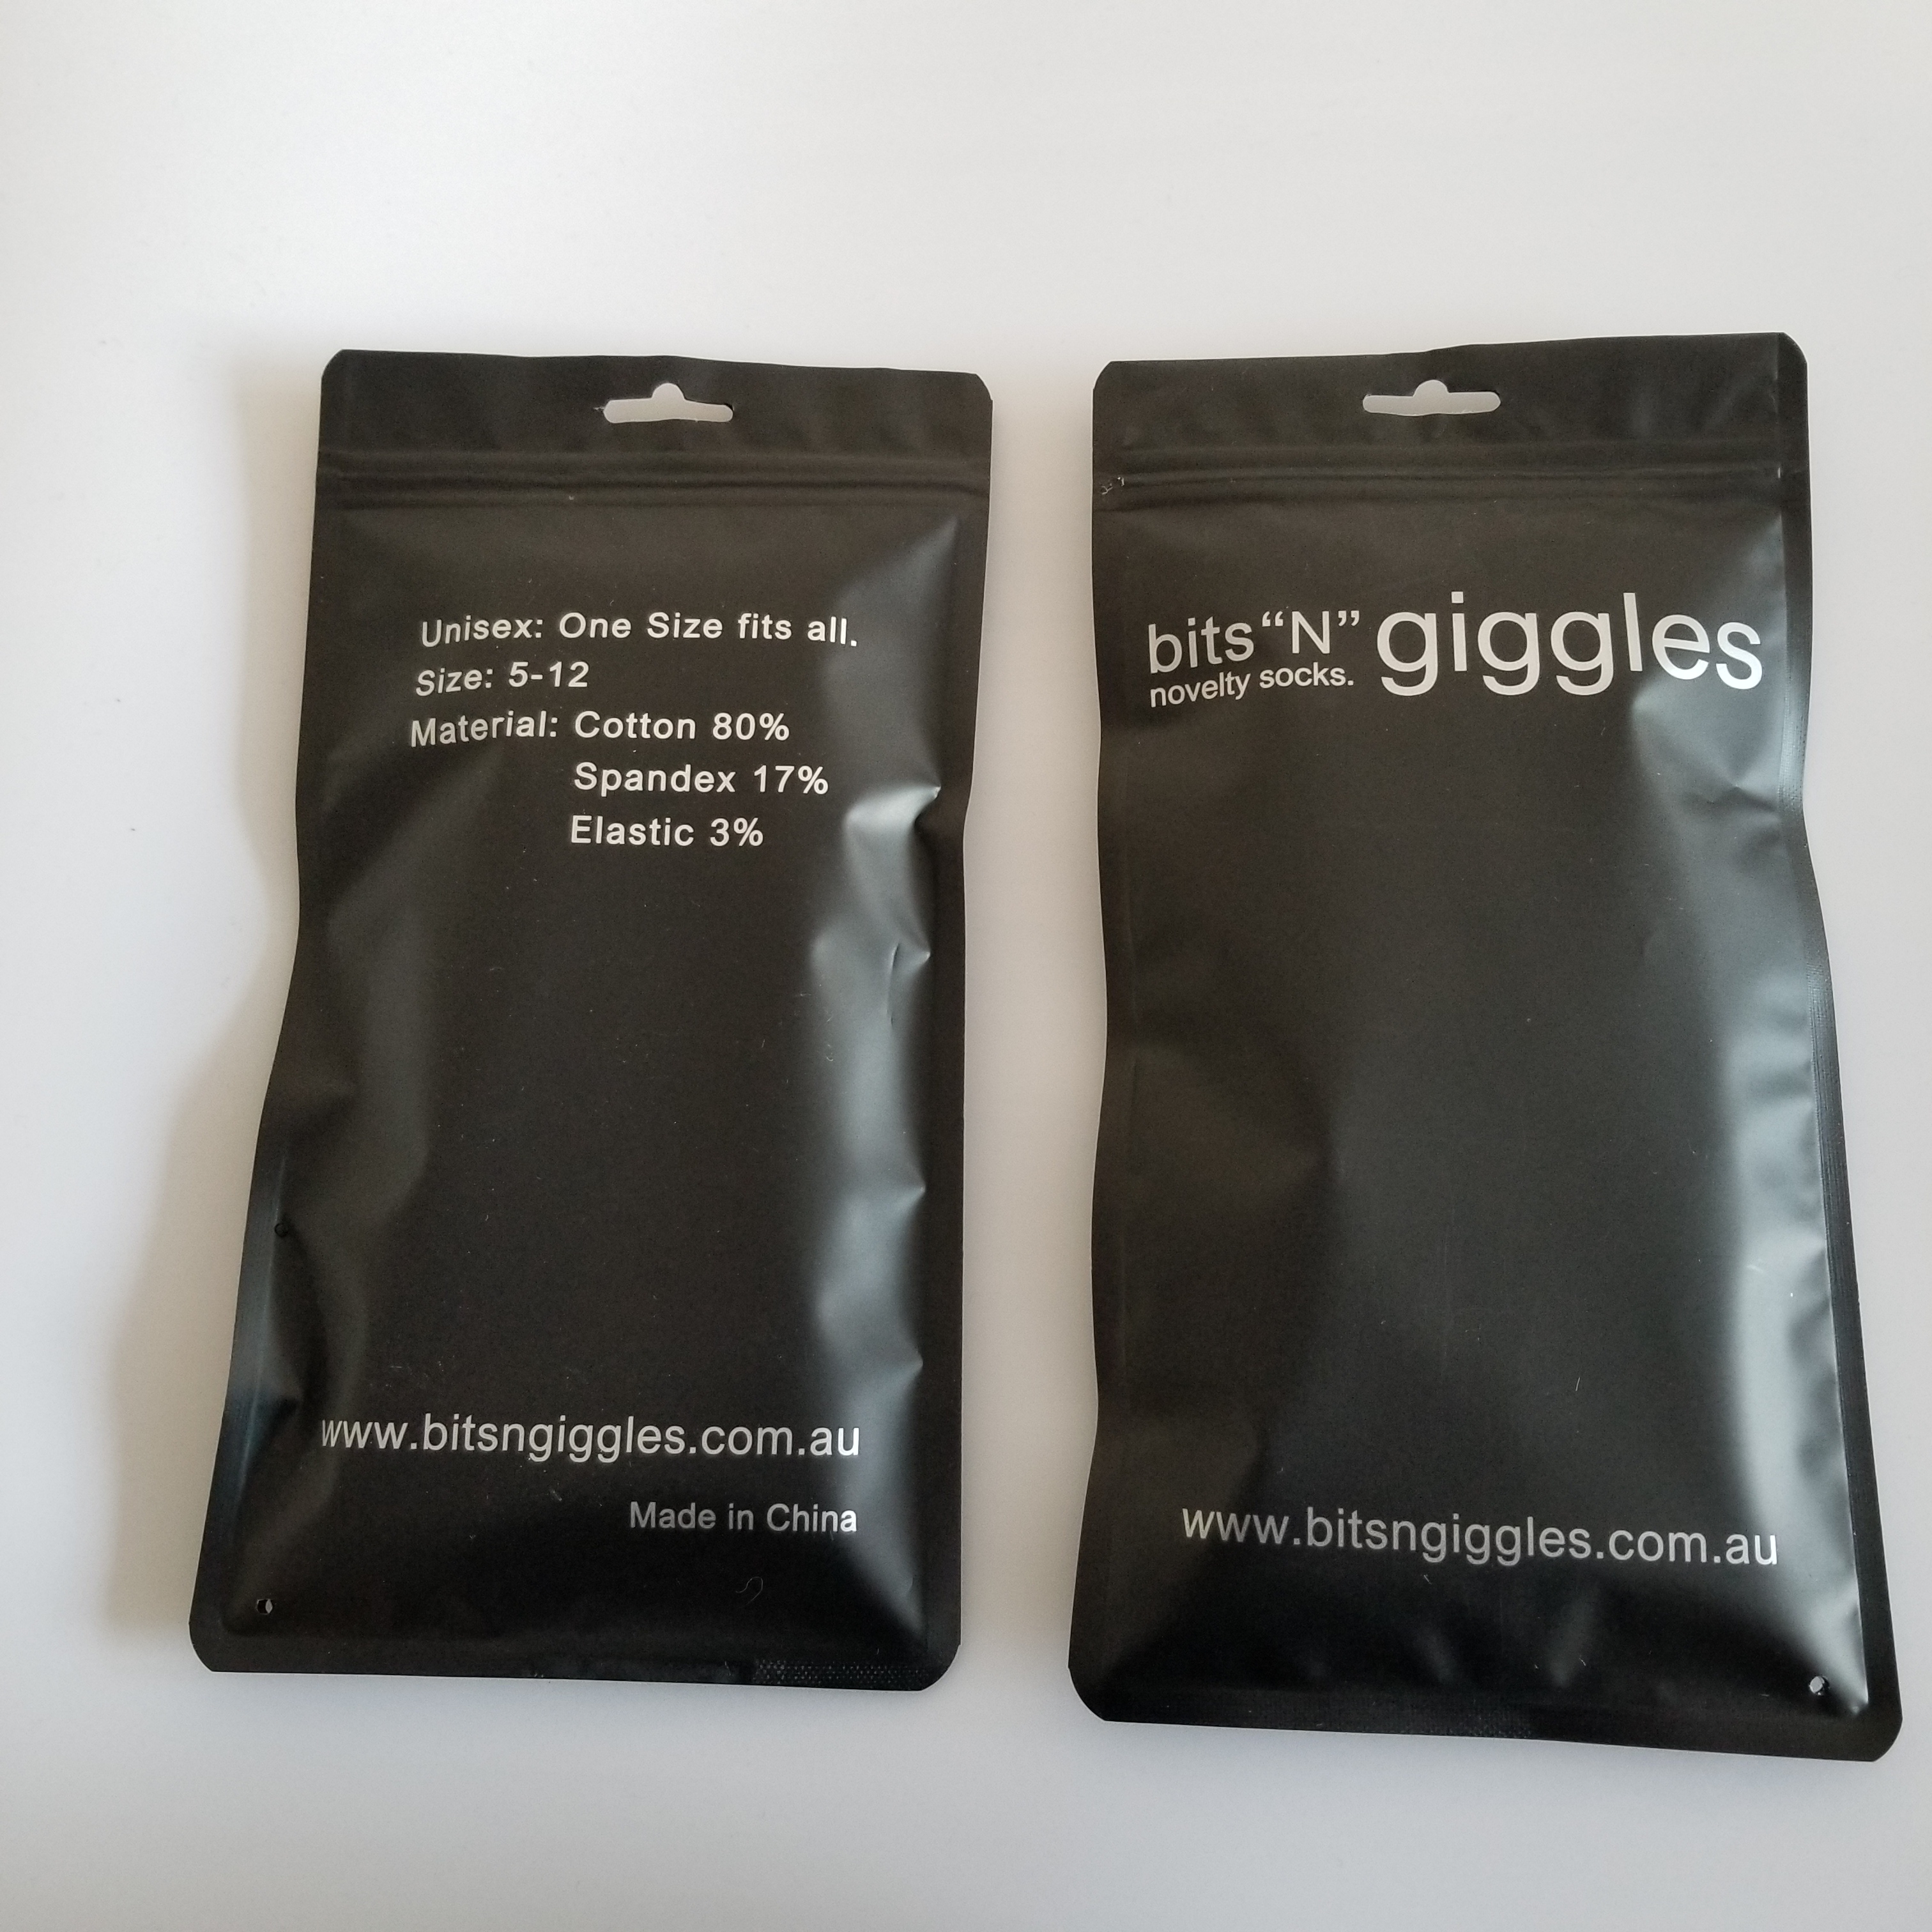 Unisex: One Size fits all.
Size: 5-12
Material: Cotton 80%
Spandex 17%
Elastic 3%
www.bitsngiggles.com.au
Made in China
bits “N” giggles
novelty socks.
www.bitsngiggles.com.au